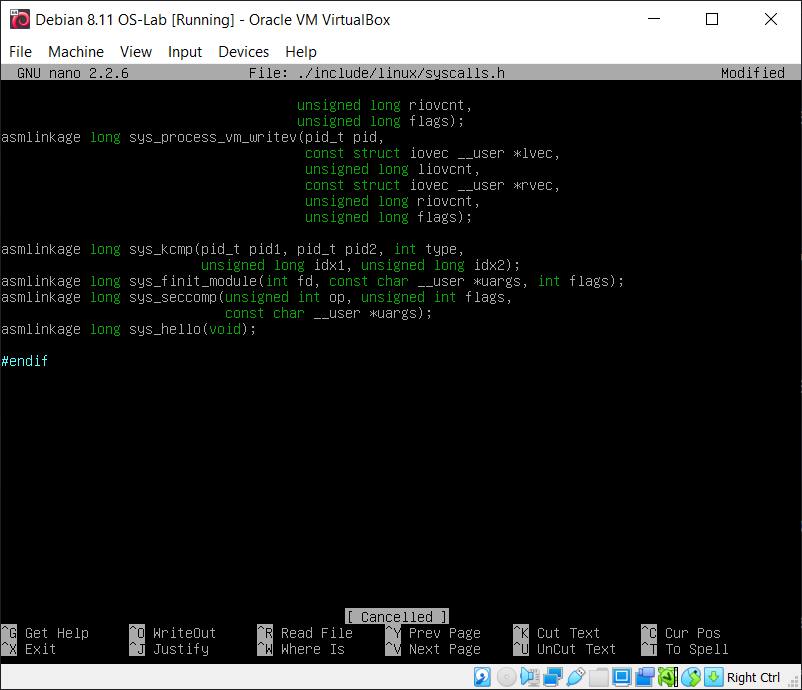 Debian 8.11 OS-Lab [Running] - Oracle VM VirtualBox
File Machine View Input Devices Help
GNU nano 2.2.6 File: ./include/linux/syscalls.h Modified
unsigned long riovcnt,
unsigned long flags);
asmlinkage long sys_process_vm_writev(pid_t pid,
const struct iovec __user *lvec,
unsigned long liovcnt,
const struct iovec __user *rvec,
unsigned long riovcnt,
unsigned long flags);
asmlinkage long sys_kcmp(pid_t pid1, pid_t pid2, int type,
unsigned long idx1, unsigned long idx2);
asmlinkage long sys_finit_module(int fd, const char __user *uargs, int flags);
asmlinkage long sys_seccomp(unsigned int op, unsigned int flags,
const char __user *uargs);
asmlinkage long sys_hello(void);
#endif
[ Cancelled ]
^G Get Help ^O WriteOut ^R Read File ^Y Prev Page ^K Cut Text ^C Cur Pos
^X Exit ^J Justify ^W Where Is ^V Next Page ^U UnCut Text ^T To Spell
Right Ctrl